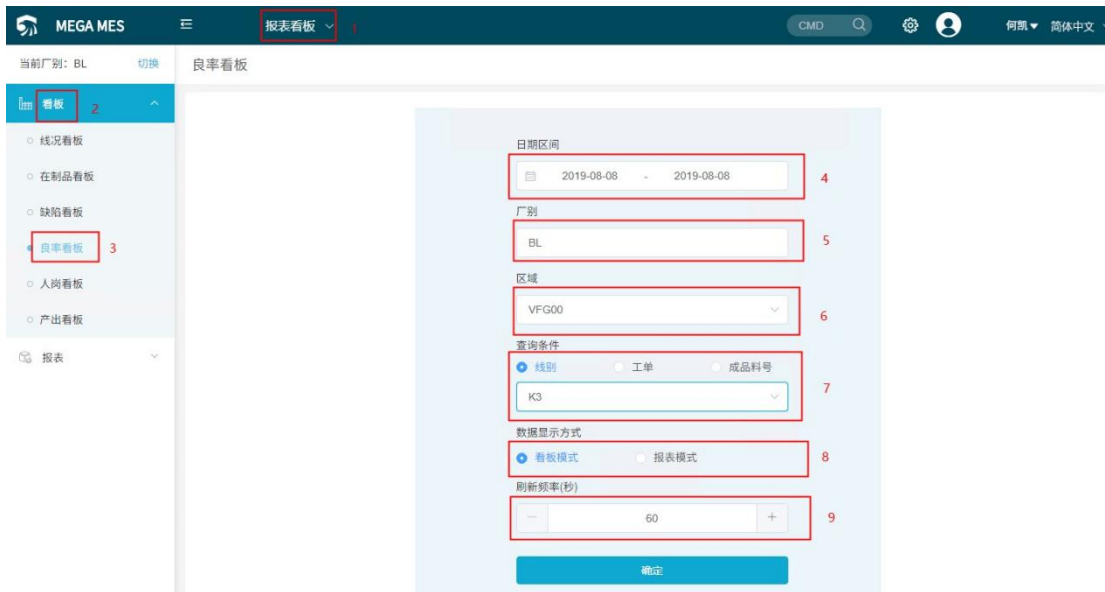 MEGA MES 报表看板 1 CMD 何凯 简体中文
当前厂别：BL 切换 良率看板
看板 2
线况看板
在制品看板
缺陷看板
良率看板 3
人岗看板
产出看板
报表
日期区间
2019-08-08 - 2019-08-08 4
厂别
BL 5
区域
VFG00 6
查询条件
线别 工单 成品料号
K3 7
数据显示方式
看板模式 报表模式 8
刷新频率(秒)
60 9
确定